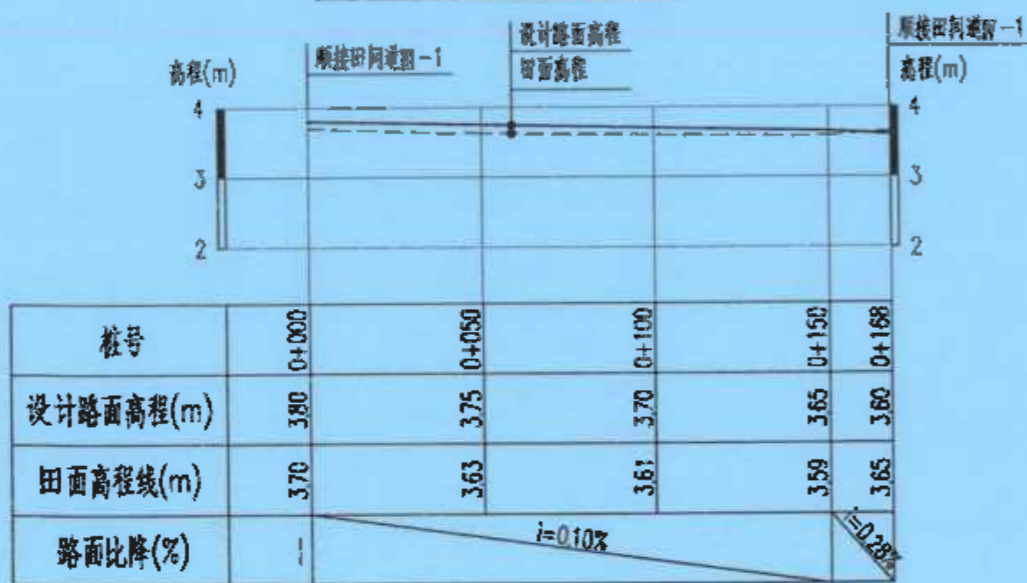 顺接田间道路-1
设计路面高程
田面高程
顺接田间道路-1
高程(m)
高程(m)
4
3
2
4
3
2
桩号 0+000 0+050 0+100 0+150 0+168
设计路面高程(m) 3.80 3.75 3.70 3.65 3.60
田面高程线(m) 3.70 3.63 3.61 3.59 3.65
路面比降(%) i=0.10% i=0.28%